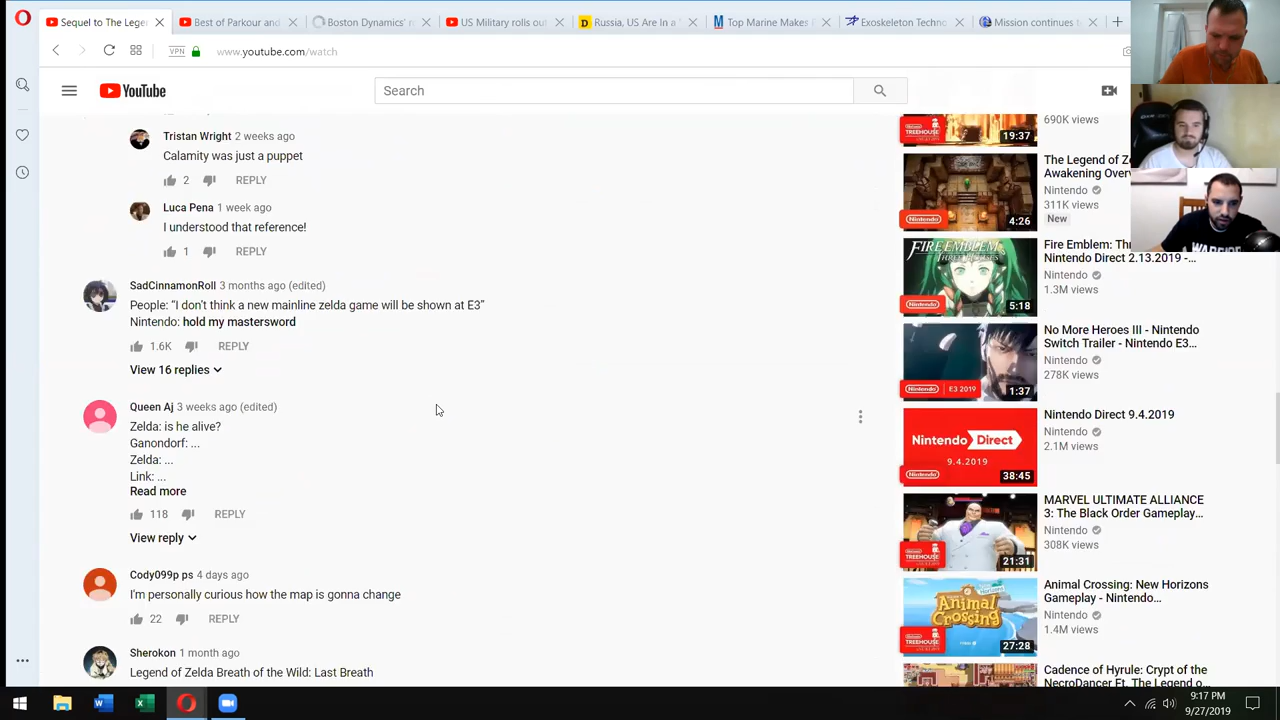 Sequel to The Lege
Best of Parkour and
Boston Dynamics' r
US Military rolls out
Russia, US Are In a
Top Marine Makes
Exoskeleton Techno
Mission continues t
VPN
www.youtube.com/watch
YouTube
Search
Tristan Wright 2 weeks ago
Calamity was just a puppet
2 REPLY
Luca Pena 1 week ago
I understood that reference!
1 REPLY
SadCinnamonRoll 3 months ago (edited)
People: “I don’t think a new mainline zelda game will be shown at E3”
Nintendo: hold my mastersword
1.6K REPLY
View 16 replies
Queen Aj 3 weeks ago (edited)
Zelda: is he alive?
Ganondorf: ...
Zelda: ...
Link: ...
Read more
118 REPLY
View reply
Cody099p ps 4 days ago
I'm personally curious how the map is gonna change
22 REPLY
Sherokon 1 month ago
Legend of Zelda Breath of the Wild: Last Breath
TREEHOUSE
19:37
690K views
Nintendo
4:26
The Legend of Ze
Awakening Overv
Nintendo
311K views
New
FIRE EMBLEM
THREE HOUSES
Nintendo
5:18
Fire Emblem: Th
Nintendo Direct 2.13.2019 -...
Nintendo
1.3M views
Nintendo E3 2019
1:37
No More Heroes III - Nintendo
Switch Trailer - Nintendo E3...
Nintendo
278K views
Nintendo Direct
9.4.2019
Nintendo
38:45
Nintendo Direct 9.4.2019
Nintendo
2.1M views
TREEHOUSE
21:31
MARVEL ULTIMATE ALLIANCE
3: The Black Order Gameplay...
Nintendo
308K views
Animal Crossing
TREEHOUSE
27:28
Animal Crossing: New Horizons
Gameplay - Nintendo...
Nintendo
1.4M views
Cadence of Hyrule: Crypt of the
NecroDancer Ft. The Legend o
WARRIOR
9:17 PM
9/27/2019